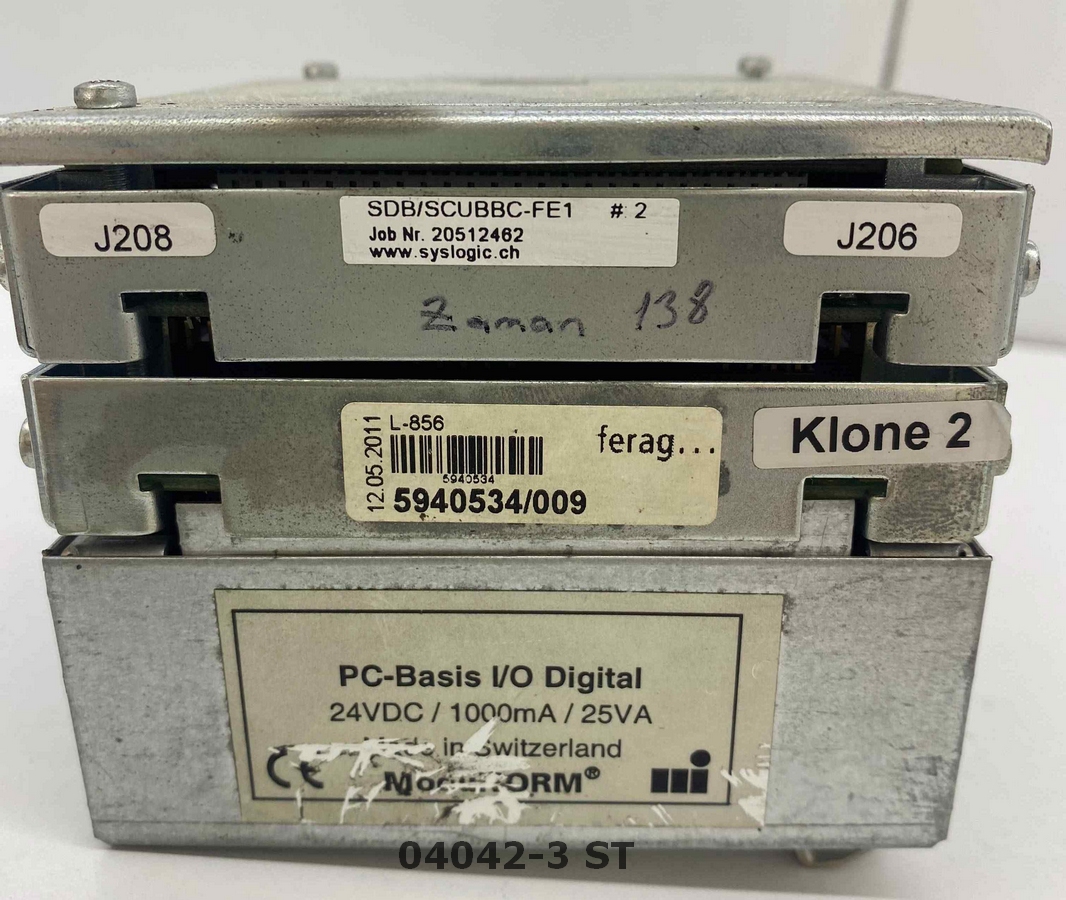 J208
SDB/SCUBBC-FE1 #: 2
Job Nr. 20512462
www.syslogic.ch
J206
Zaman 138
12.05.2011
L-856
5940534
5940534/009
ferag...
Klone 2
PC-Basis I/O Digital
24VDC / 1000mA / 25VA
Made in Switzerland
CE
ModulFORM®
04042-3 ST